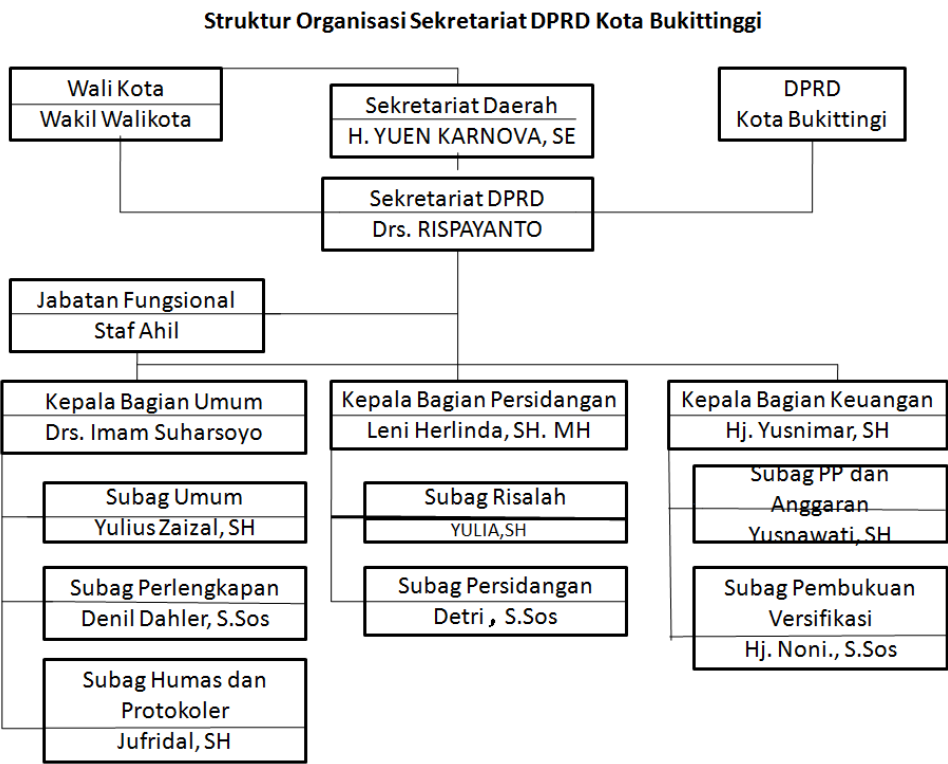 Struktur Organisasi Sekretariat DPRD Kota Bukittinggi
Wali Kota
Wakil Walikota
Sekretariat Daerah
H. YUEN KARNOVA, SE
DPRD
Kota Bukittingi
Sekretariat DPRD
Drs. RISPAYANTO
Jabatan Fungsional
Staf Ahil
Kepala Bagian Umum
Drs. Imam Suharsoyo
Subag Umum
Yulius Zaizal, SH
Subag Perlengkapan
Denil Dahler, S.Sos
Subag Humas dan
Protokoler
Jufridal, SH
Kepala Bagian Persidangan
Leni Herlinda, SH. MH
Subag Risalah
YULIA,SH
Subag Persidangan
Detri , S.Sos
Kepala Bagian Keuangan
Hj. Yusnimar, SH
Subag PP dan
Anggaran
Yusnawati, SH
Subag Pembukuan
Versifikasi
Hj. Noni., S.Sos